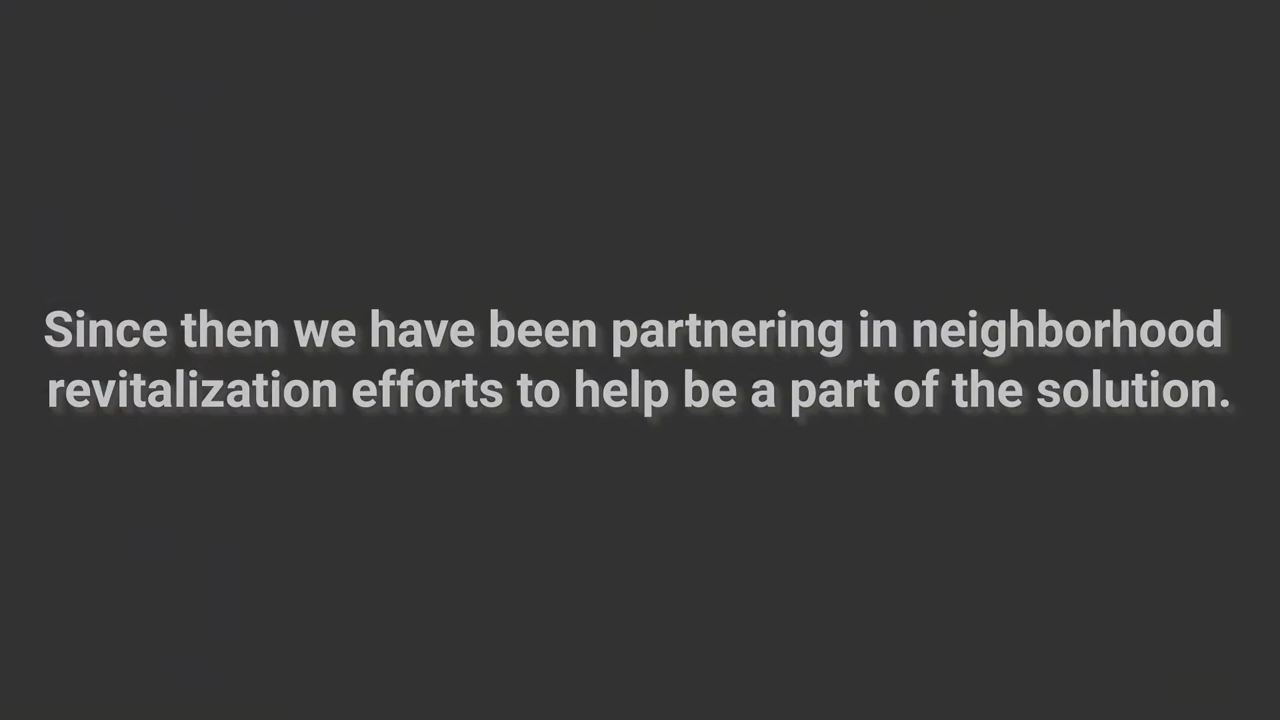 Since then we have been partnering in neighborhood
revitalization efforts to help be a part of the solution.